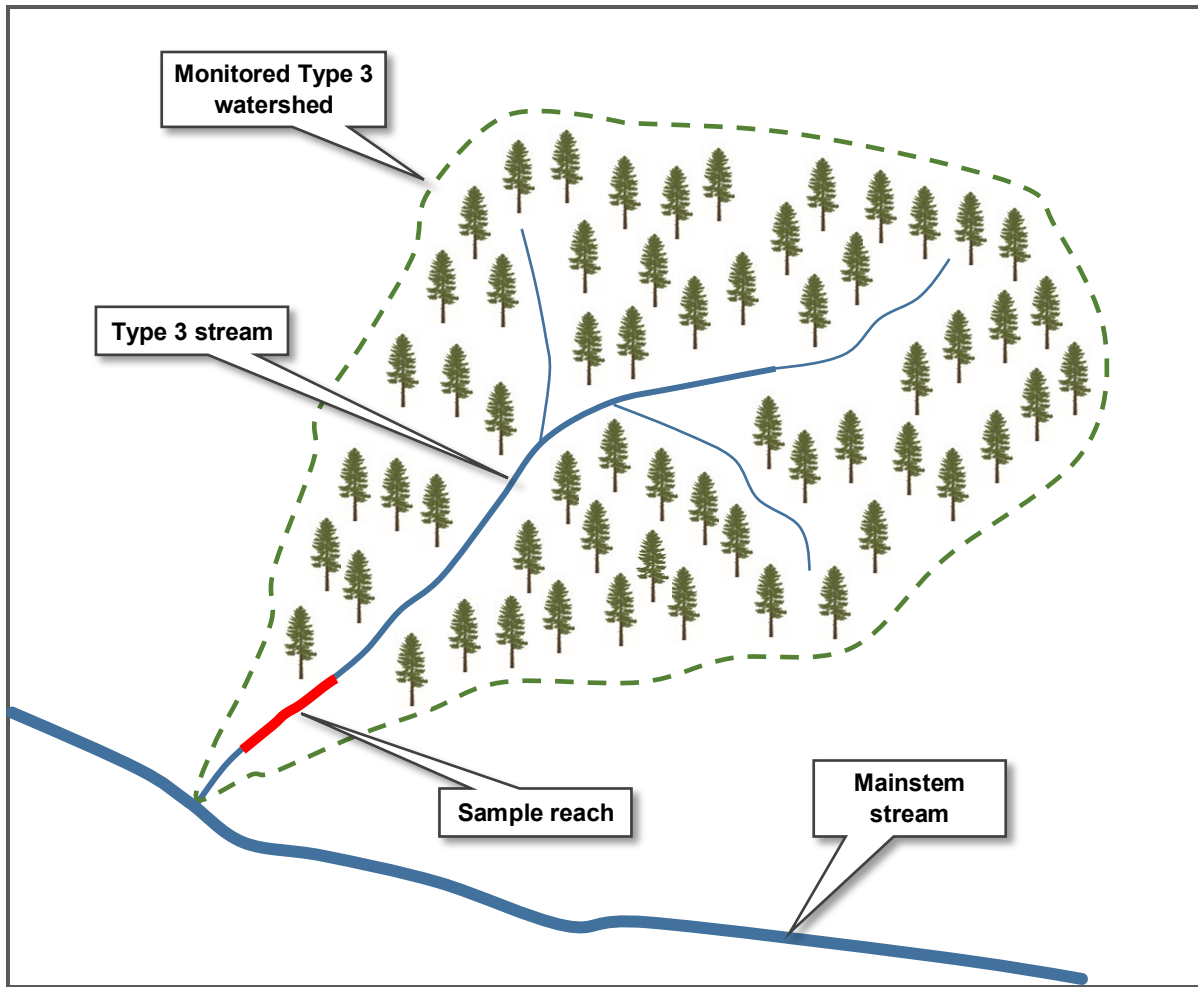 Monitored Type 3
watershed
Type 3 stream
Sample reach
Mainstem
stream